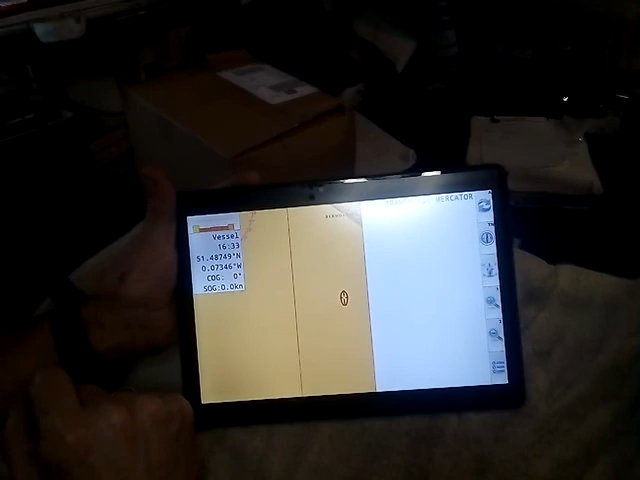 MERCATOR
Vessel
16:33
51.48749°N
0.07346°W
COG: 0°
SOG:0.0kn